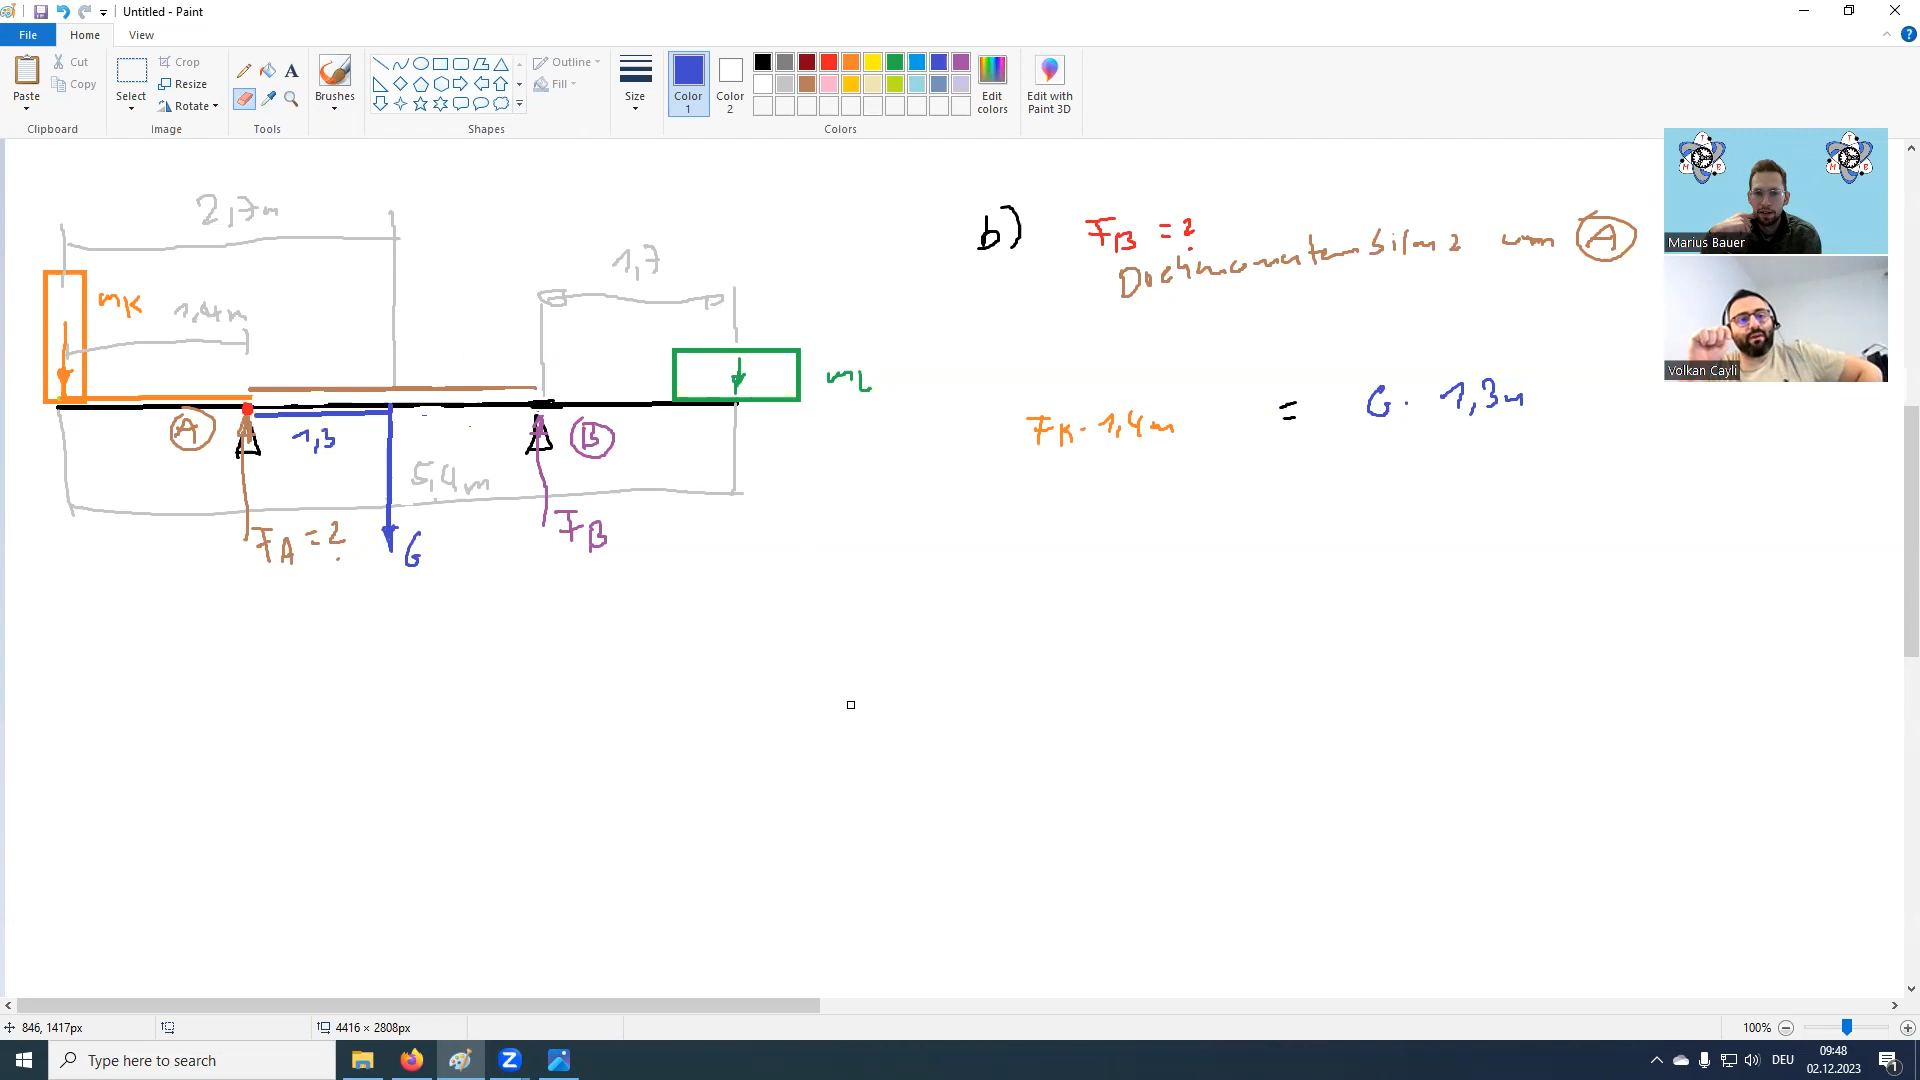 Untitled - Paint
File Home View
Paste
Cut
Copy
Clipboard
Select
Crop
Resize
Rotate
Image
Tools
Brushes
Shapes
Outline
Fill
Size
Color 1
Color 2
Colors
Edit colors
Edit with Paint 3D
2,7m
mK
1,4m
1,7
mL
A
1,3
B
5,4m
FA = ?
G
FB
b) FB = ?
Drehmomentenbilanz um A
FK · 1,4m = G · 1,3m
Marius Bauer
Volkan Cayli
846, 1417px
4416 × 2808px
100%
Type here to search
DEU
09:48
02.12.2023